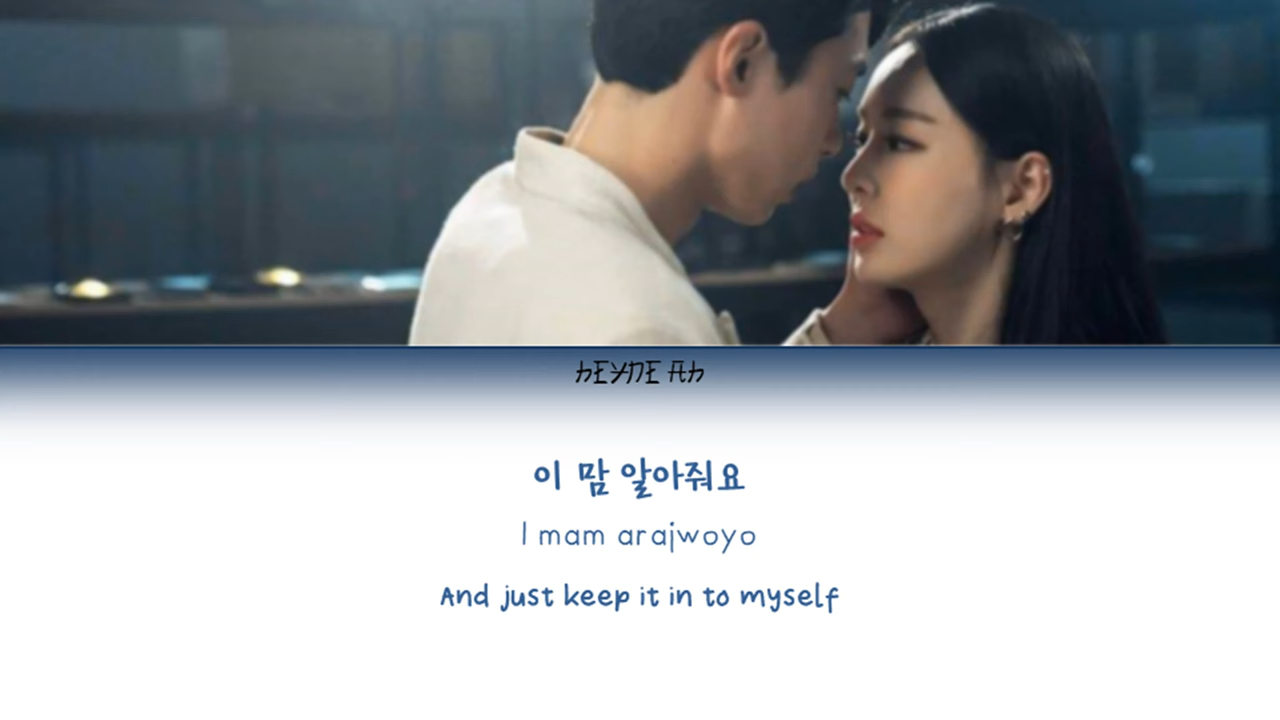 이 맘 알아줘요
I mam arajwoyo
And just keep it in to myself